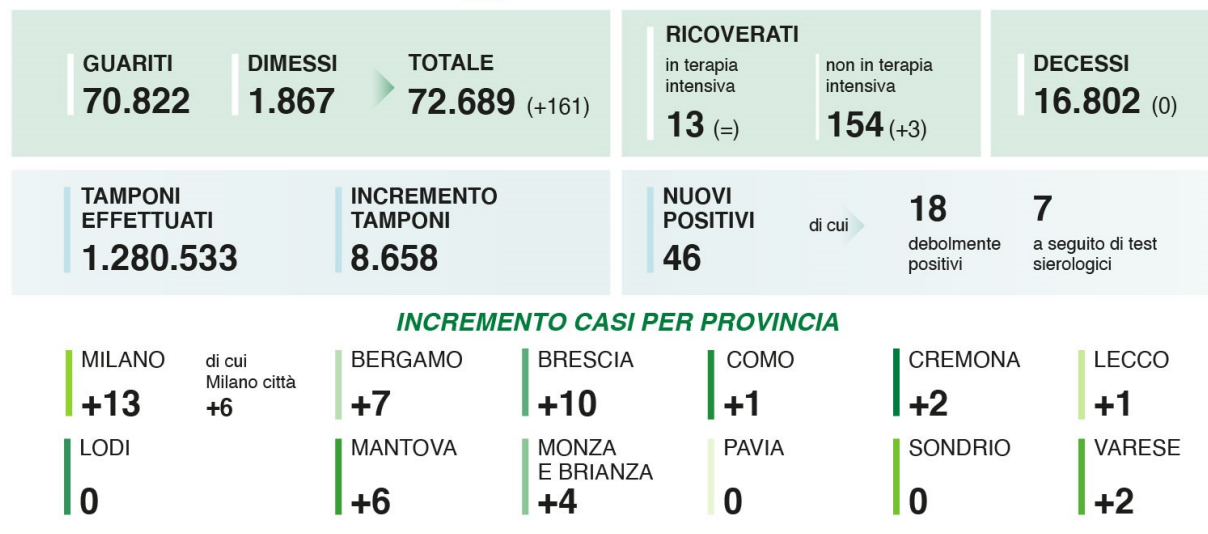 GUARITI
70.822
DIMESSI
1.867
TOTALE
72.689 (+161)
RICOVERATI
in terapia
intensiva
13 (=)
non in terapia
intensiva
154 (+3)
DECESSI
16.802 (0)
TAMPONI
EFFETTUATI
1.280.533
INCREMENTO
TAMPONI
8.658
NUOVI
POSITIVI
46
di cui
18
debolmente
positivi
7
a seguito di test
sierologici
INCREMENTO CASI PER PROVINCIA
MILANO
+13
di cui
Milano città
+6
BERGAMO
+7
BRESCIA
+10
COMO
+1
CREMONA
+2
LECCO
+1
LODI
0
MANTOVA
+6
MONZA
E BRIANZA
+4
PAVIA
0
SONDRIO
0
VARESE
+2